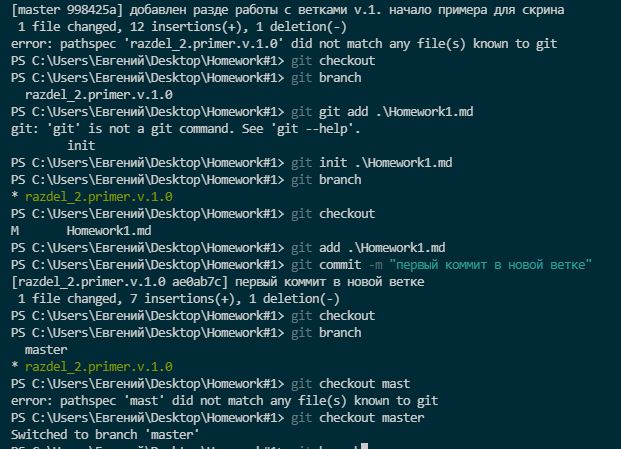 [master 998425a] добавлен разде работы с ветками v.1. начало примера для скрина
 1 file changed, 12 insertions(+), 1 deletion(-)
error: pathspec 'razdel_2.primer.v.1.0' did not match any file(s) known to git
PS C:\Users\Евгений\Desktop\Homework#1> git checkout
PS C:\Users\Евгений\Desktop\Homework#1> git branch
  razdel_2.primer.v.1.0
PS C:\Users\Евгений\Desktop\Homework#1> git git add .\Homework1.md
git: 'git' is not a git command. See 'git --help'.
        init
PS C:\Users\Евгений\Desktop\Homework#1> git init .\Homework1.md
PS C:\Users\Евгений\Desktop\Homework#1> git branch
* razdel_2.primer.v.1.0
PS C:\Users\Евгений\Desktop\Homework#1> git checkout
M       Homework1.md
PS C:\Users\Евгений\Desktop\Homework#1> git add .\Homework1.md
PS C:\Users\Евгений\Desktop\Homework#1> git commit -m "первый коммит в новой ветке"
[razdel_2.primer.v.1.0 ae0ab7c] первый коммит в новой ветке
 1 file changed, 7 insertions(+), 1 deletion(-)
PS C:\Users\Евгений\Desktop\Homework#1> git checkout
PS C:\Users\Евгений\Desktop\Homework#1> git branch
  master
* razdel_2.primer.v.1.0
PS C:\Users\Евгений\Desktop\Homework#1> git checkout mast
error: pathspec 'mast' did not match any file(s) known to git
PS C:\Users\Евгений\Desktop\Homework#1> git checkout master
Switched to branch 'master'